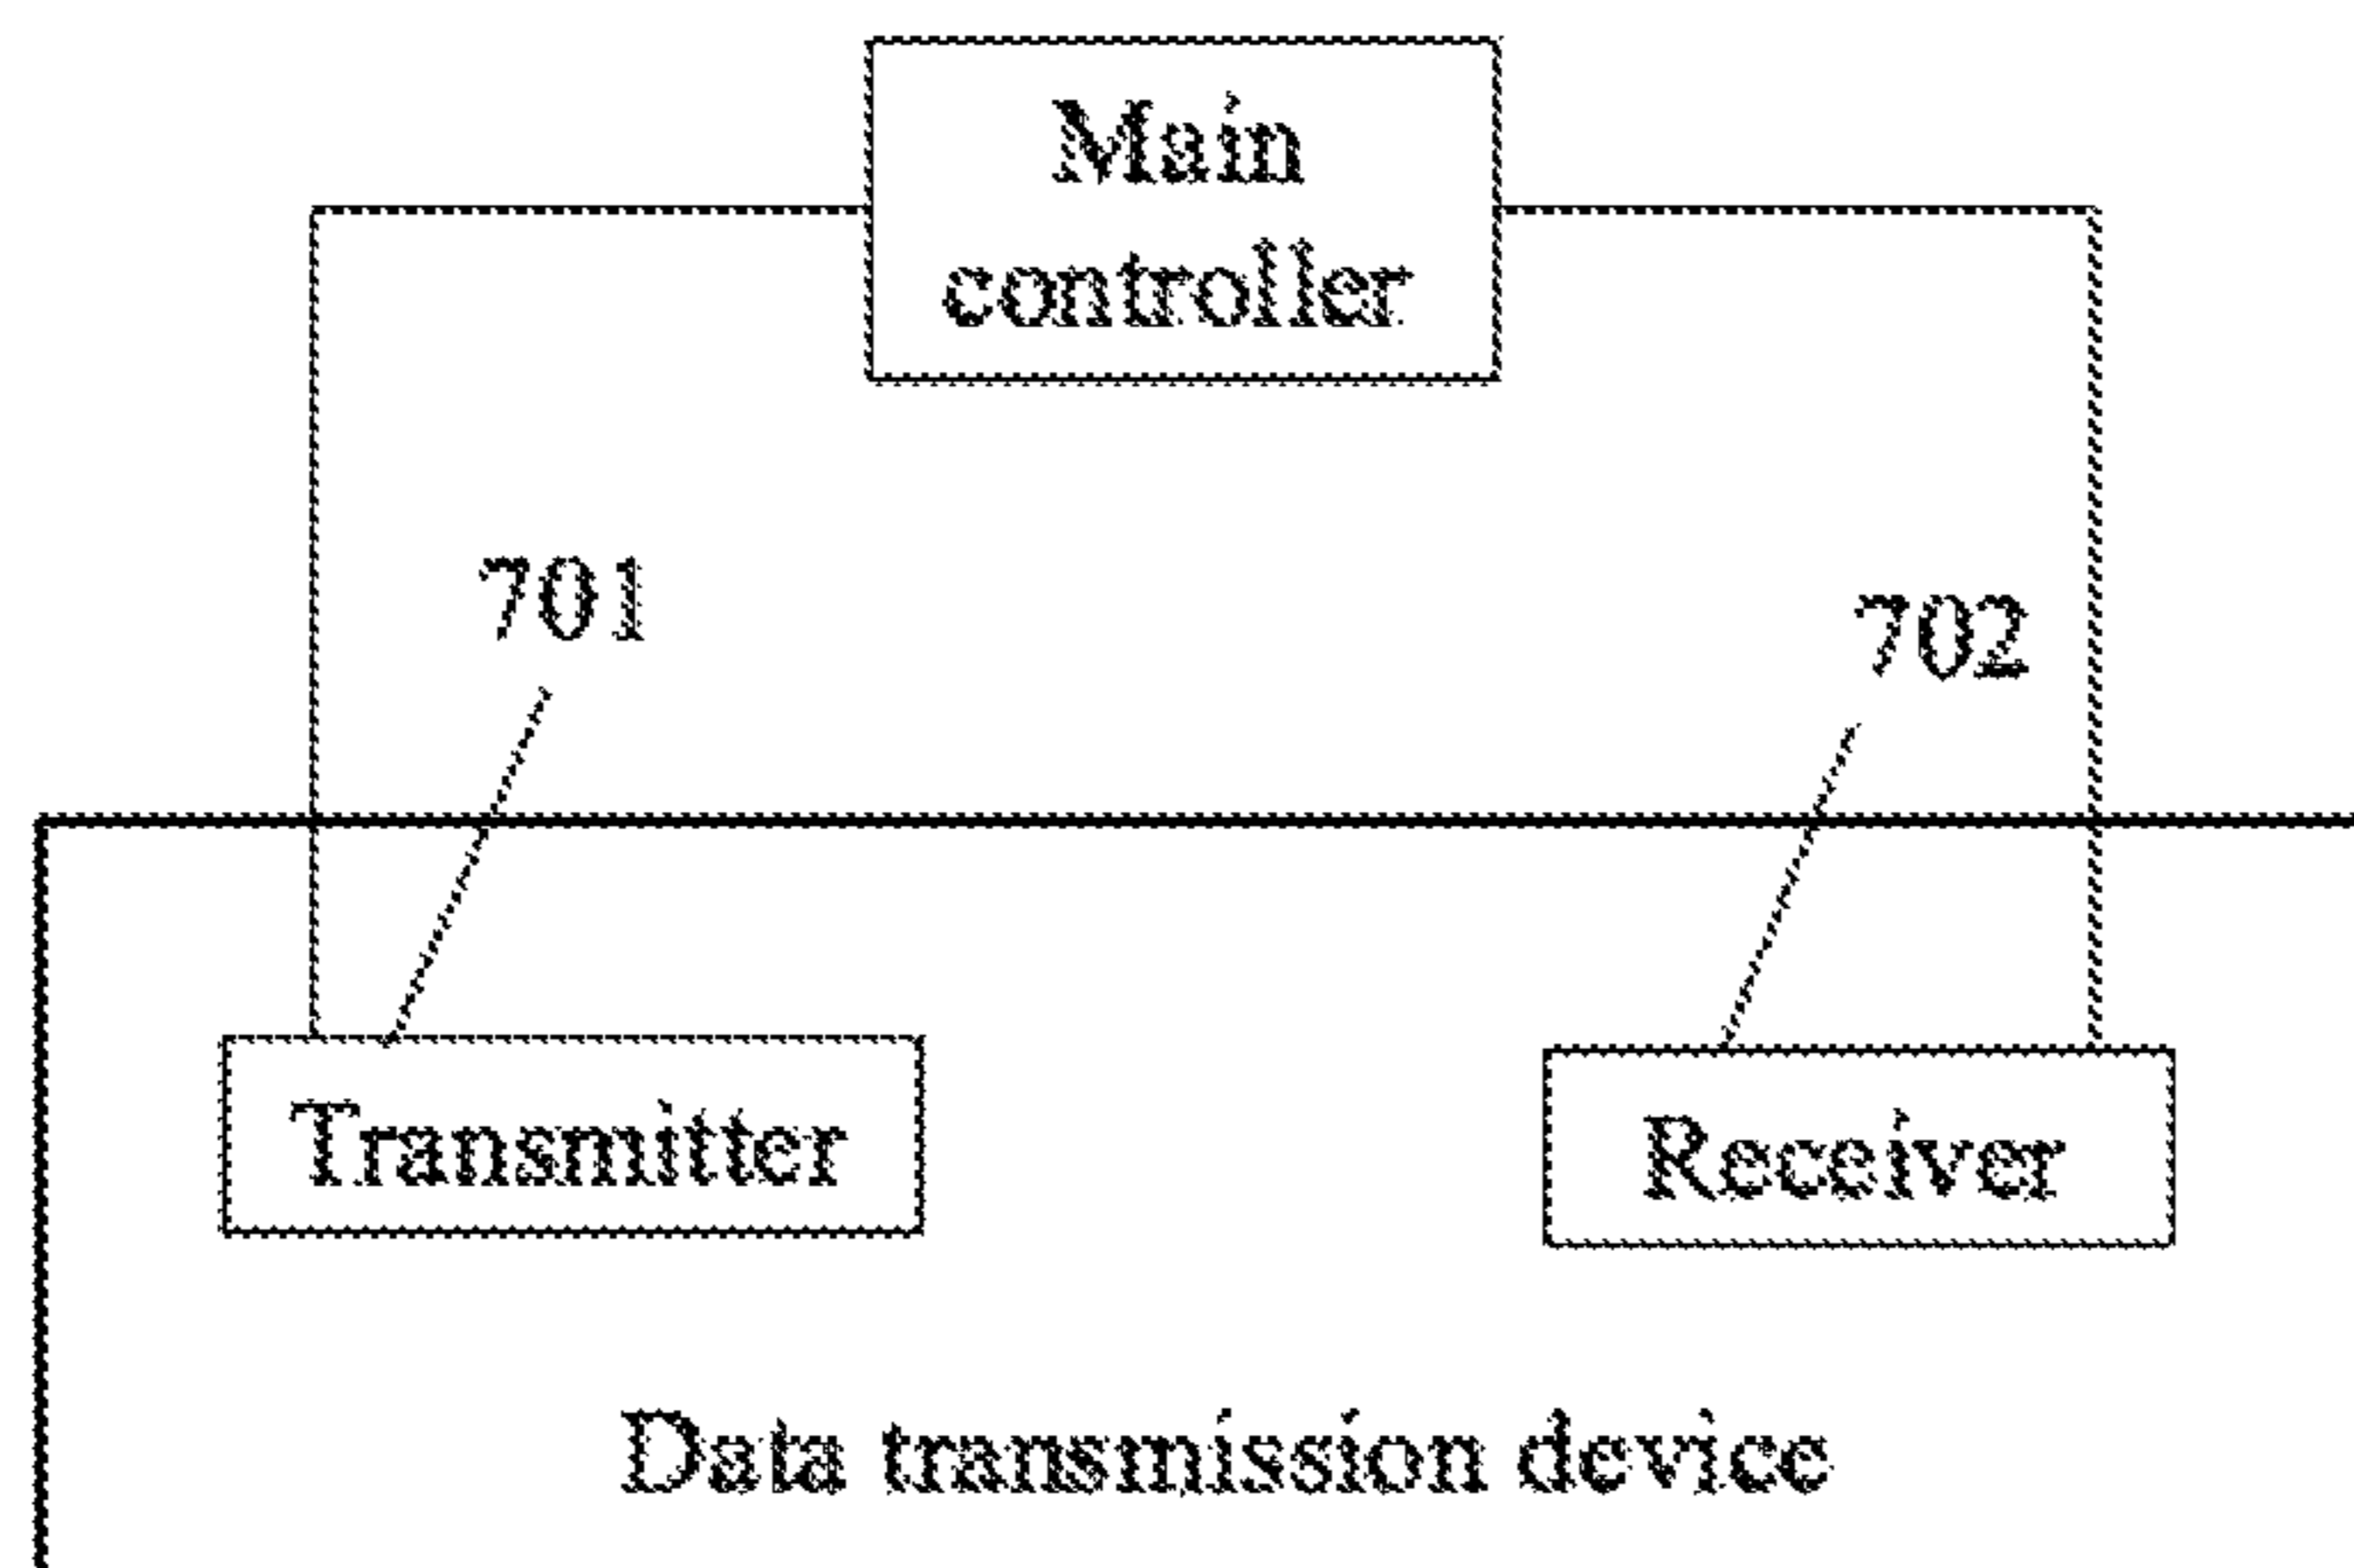 Main
controller
701
702
Transmitter
Receiver
Data transmission device